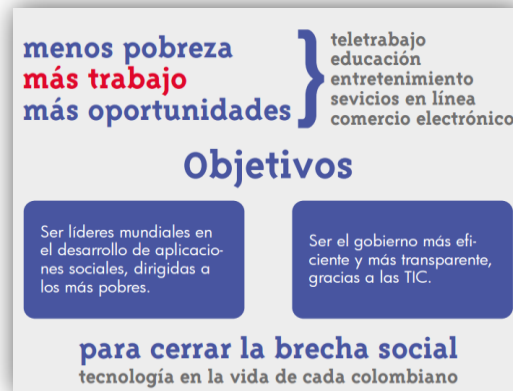 menos pobreza
más trabajo
más oportunidades
teletrabajo
educación
entretenimiento
sevicios en línea
comercio electrónico
Objetivos
Ser líderes mundiales en
el desarrollo de aplicacio-
nes sociales, dirigidas a
los más pobres.
Ser el gobierno más efi-
ciente y más transparente,
gracias a las TIC.
para cerrar la brecha social
tecnología en la vida de cada colombiano